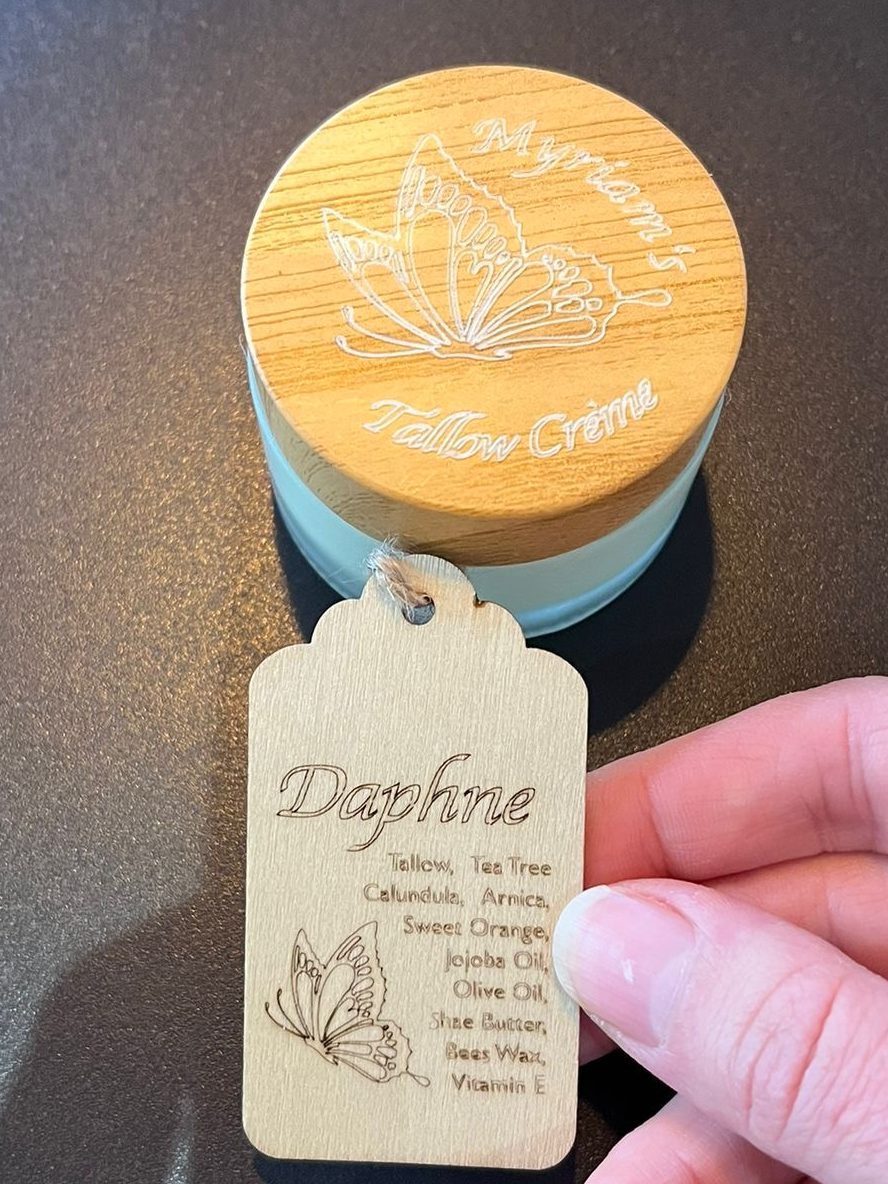 Myriam's
Tallow Crème
Daphne
Tallow, Tea Tree
Calundula, Arnica,
Sweet Orange,
Jojoba Oil,
Olive Oil,
Shae Butter,
Bees Wax,
Vitamin E